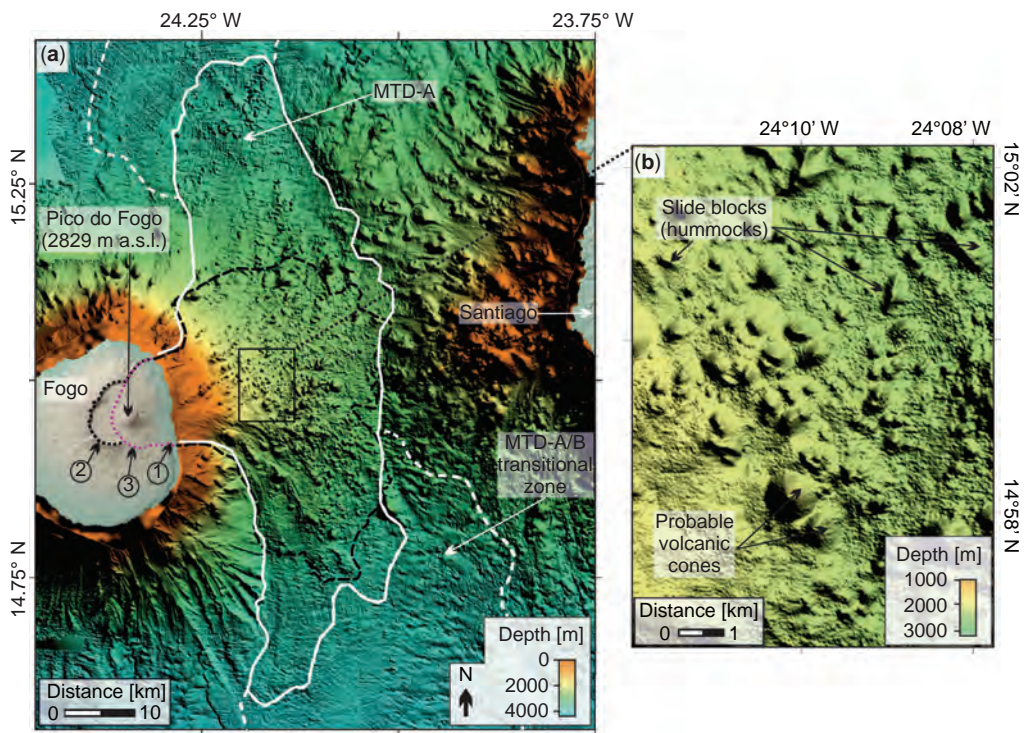 24.25° W
23.75° W
(a)
MTD-A
15.25° N
Pico do Fogo
(2829 m a.s.l.)
Santiago
Fogo
2
3
1
MTD-A/B
transitional
zone
14.75° N
Depth [m]
0
2000
4000
N
Distance [km]
0 10
24°10' W
24°08' W
(b)
15°02' N
Slide blocks
(hummocks)
14°58' N
Probable
volcanic
cones
Depth [m]
1000
2000
3000
Distance [km]
0 1